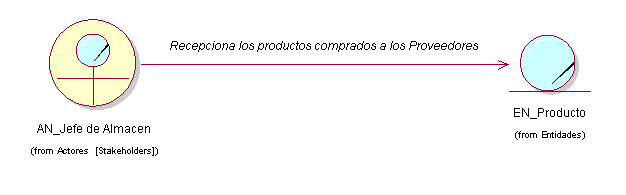 Recepciona los productos comprados a los Proveedores
AN_Jefe de Almacen
(from Actores [Stakeholders])
EN_Producto
(from Entidades)